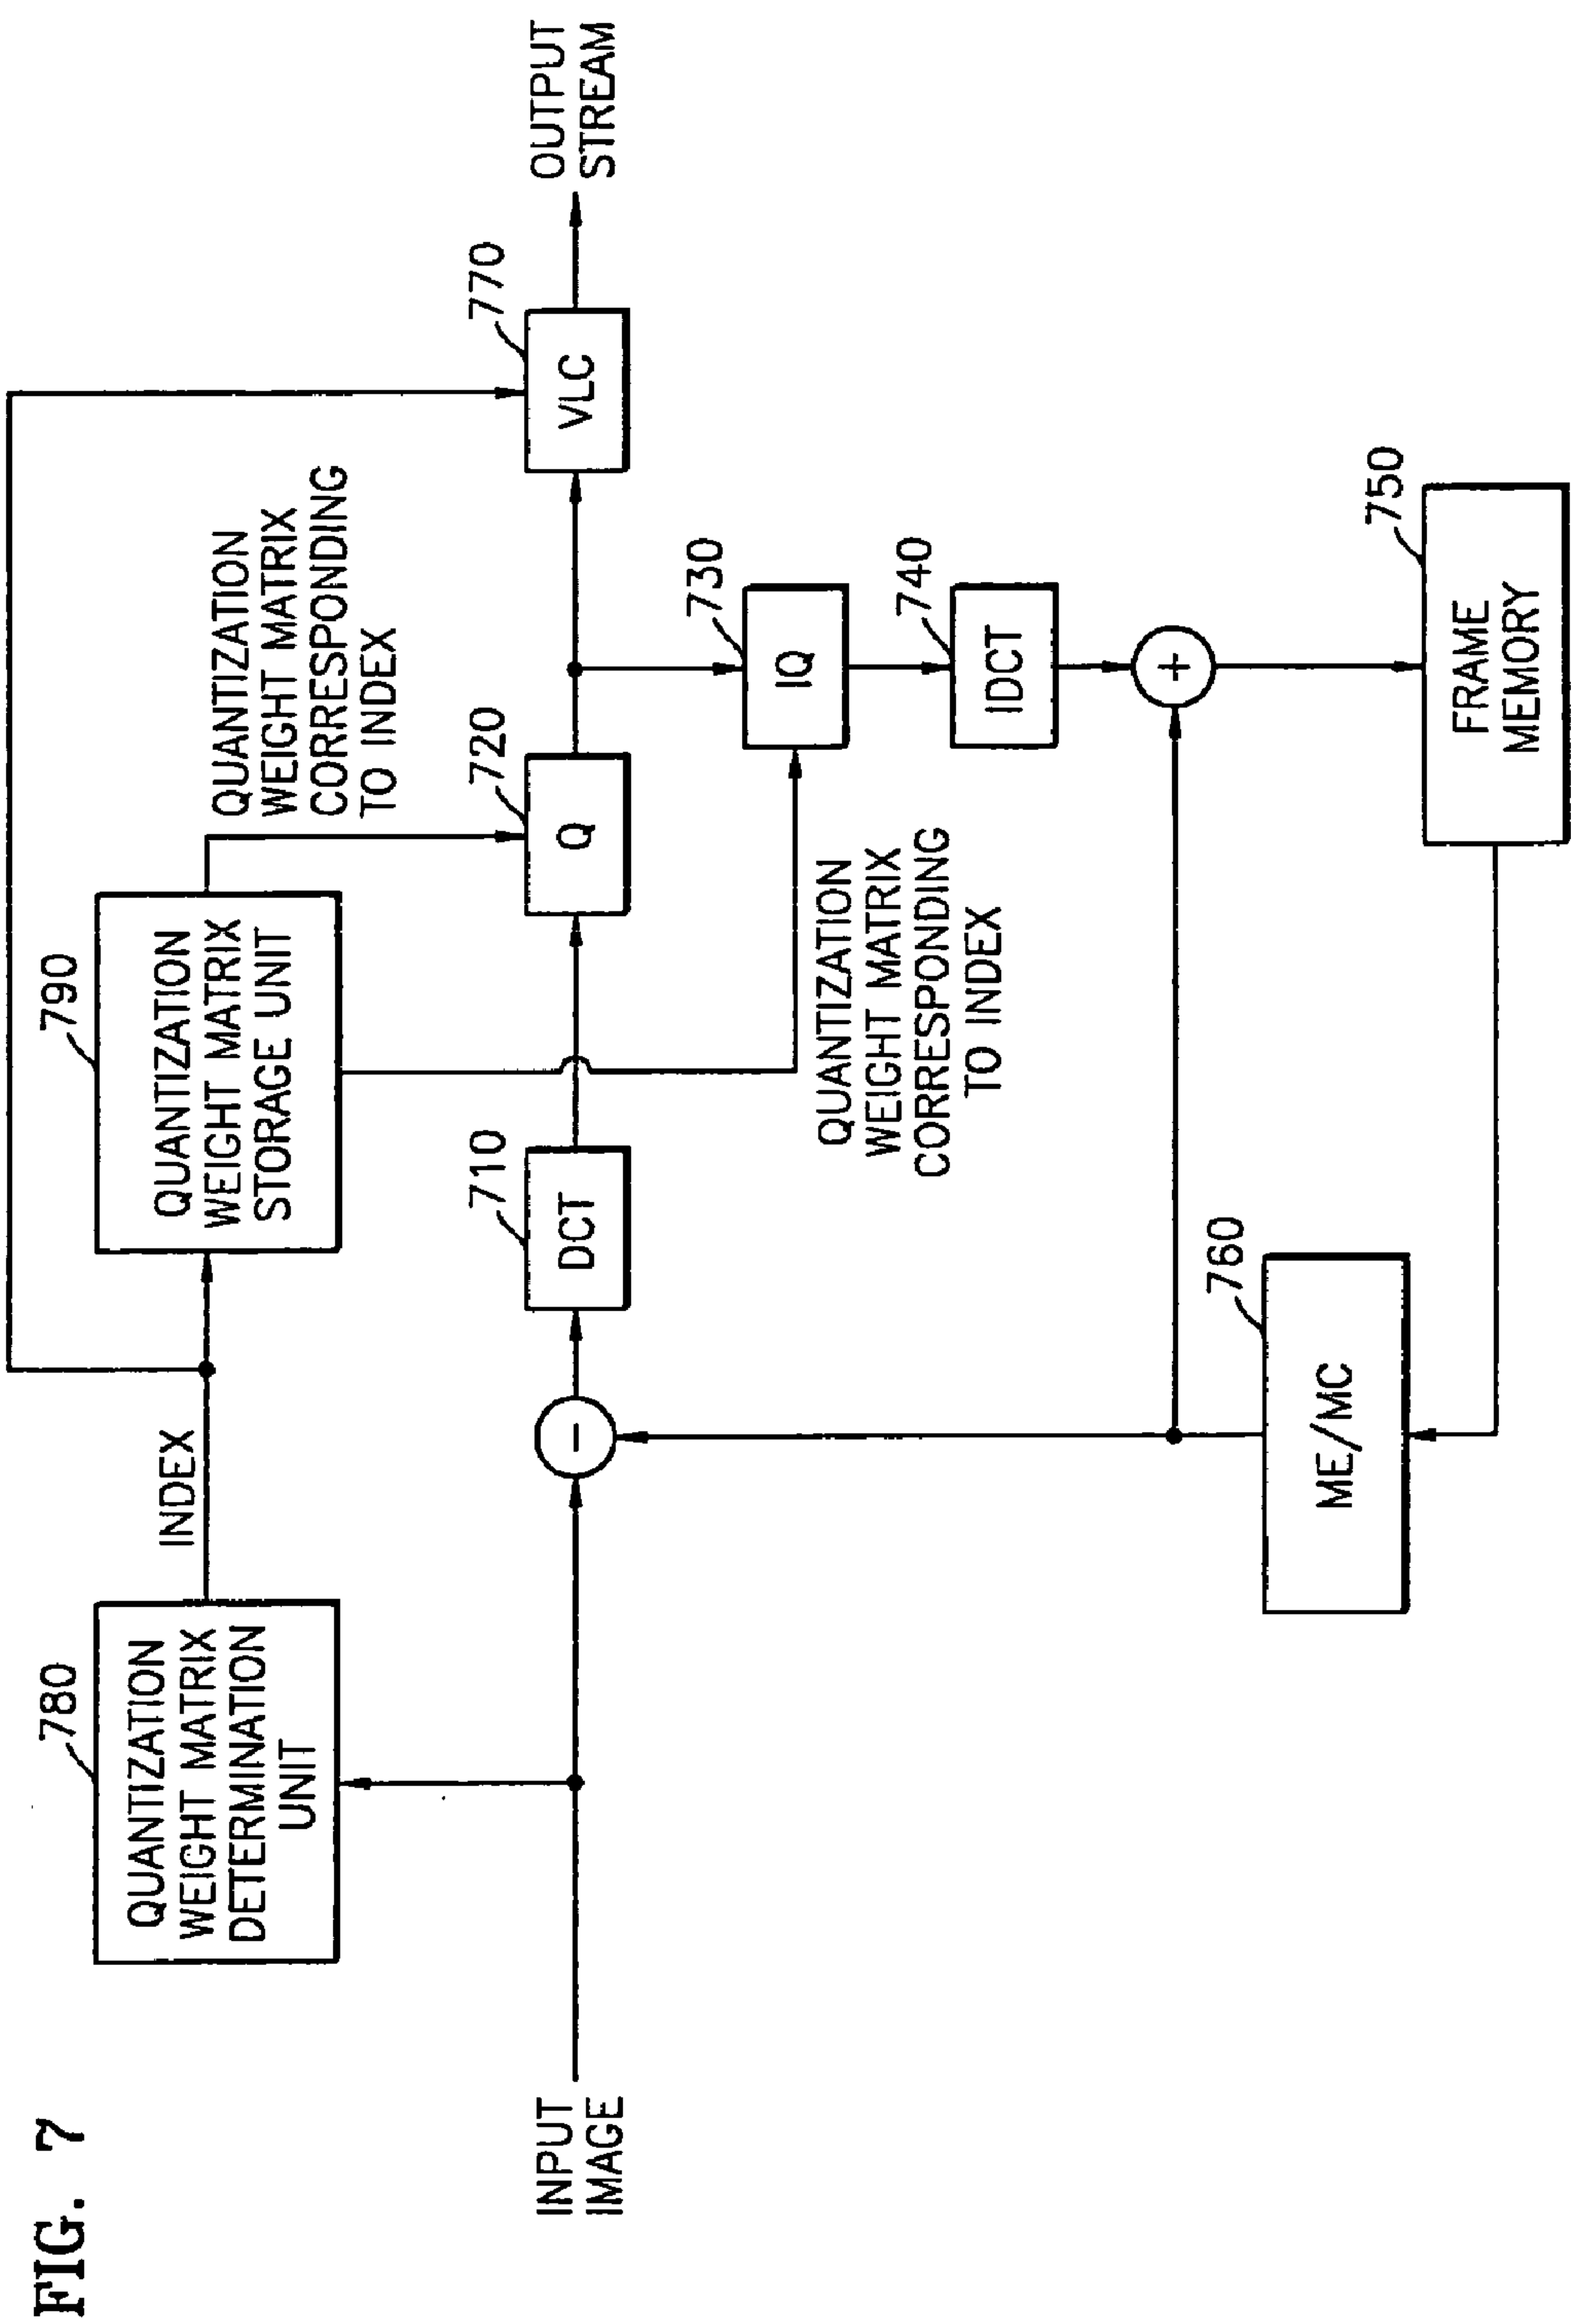 FIG. 7
780
QUANTIZATION
WEIGHT MATRIX
DETERMINATION
UNIT
INDEX
790
QUANTIZATION
WEIGHT MATRIX
STORAGE UNIT
QUANTIZATION
WEIGHT MATRIX
CORRESPONDING
TO INDEX
INPUT
IMAGE
-
710
DCT
720
Q
770
VLC
OUTPUT
STREAM
QUANTIZATION
WEIGHT MATRIX
CORRESPONDING
TO INDEX
730
IQ
740
IDCT
+
760
ME/MC
750
FRAME
MEMORY